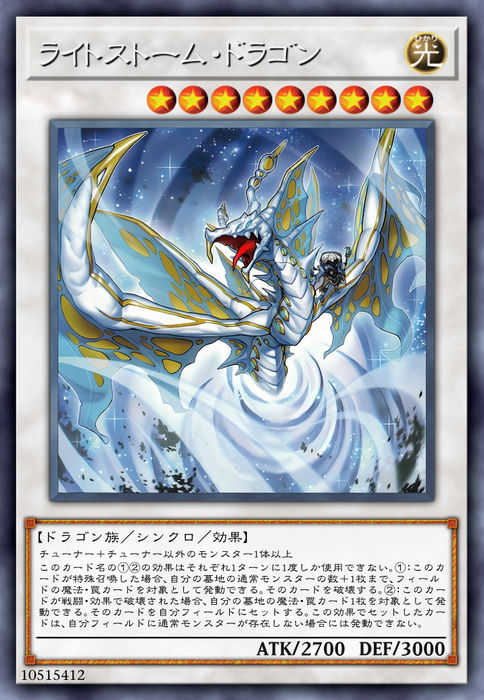 ライトストーム・ドラゴン
ひかり
光
【ドラゴン族／シンクロ／効果】
チューナー＋チューナー以外のモンスター1体以上
このカード名の①②の効果はそれぞれ1ターンに1度しか使用できない。①：このカ
ードが特殊召喚した場合、自分の墓地の通常モンスターの数＋1枚まで、フィール
ドの魔法・罠カードを対象として発動できる。そのカードを破壊する。②：このカー
ドが戦闘・効果で破壊された場合、自分の墓地の魔法・罠カード1枚を対象として発
動できる。そのカードを自分フィールドにセットする。この効果でセットしたカー
ドは、自分フィールドに通常モンスターが存在しない場合には発動できない。
ATK/2700 DEF/3000
10515412